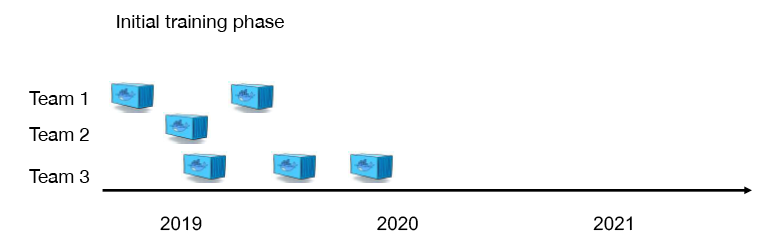 Initial training phase
Team 1
Team 2
Team 3
2019 2020 2021